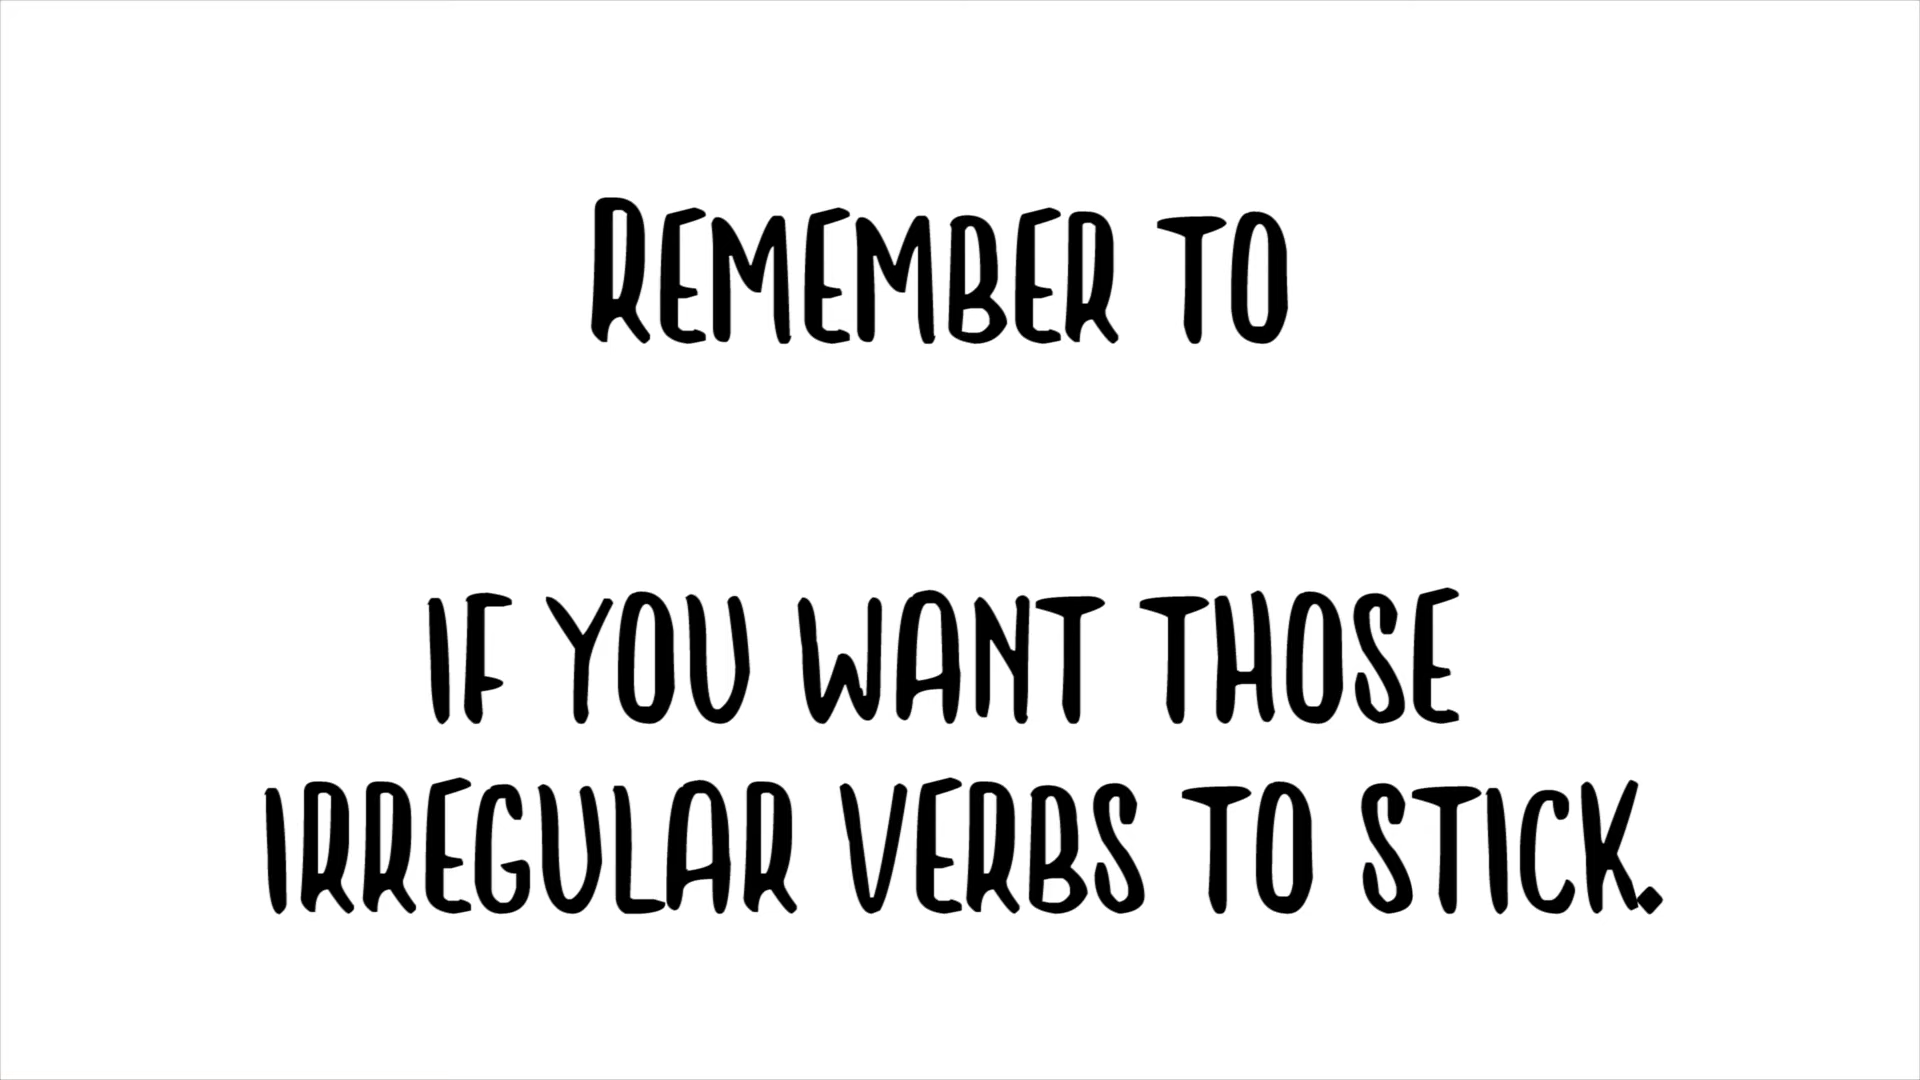 Remember to
if you want those
irregular verbs to stick.